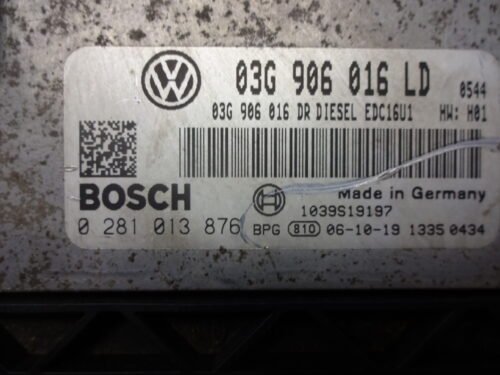 VW 03G 906 016 LD 0544
03G 906 016 DR DIESEL EDC16U1 HW: H01
BOSCH Made in Germany
0 281 013 876 1039S19197
BPG 810 06-10-19 1335 0434